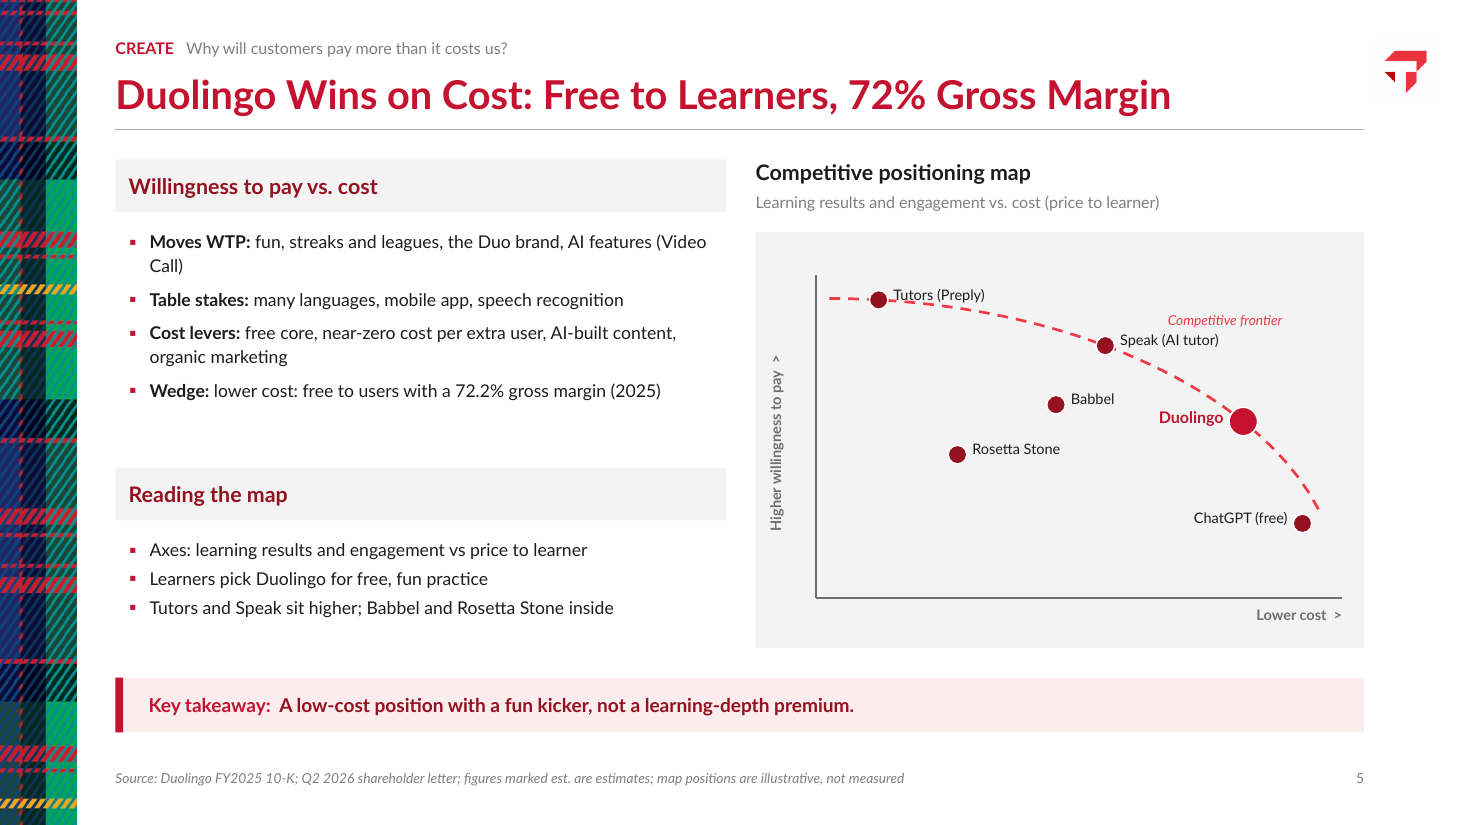 CREATE Why will customers pay more than it costs us?
Duolingo Wins on Cost: Free to Learners, 72% Gross Margin
Willingness to pay vs. cost
▪ Moves WTP: fun, streaks and leagues, the Duo brand, AI features (Video
Call)
▪ Table stakes: many languages, mobile app, speech recognition
▪ Cost levers: free core, near-zero cost per extra user, AI-built content,
organic marketing
▪ Wedge: lower cost: free to users with a 72.2% gross margin (2025)
Reading the map
▪ Axes: learning results and engagement vs price to learner
▪ Learners pick Duolingo for free, fun practice
▪ Tutors and Speak sit higher; Babbel and Rosetta Stone inside
Competitive positioning map
Learning results and engagement vs. cost (price to learner)
Tutors (Preply)
Competitive frontier
Speak (AI tutor)
Babbel
Duolingo
Rosetta Stone
ChatGPT (free)
Higher willingness to pay >
Lower cost >
Key takeaway: A low-cost position with a fun kicker, not a learning-depth premium.
Source: Duolingo FY2025 10-K; Q2 2026 shareholder letter; figures marked est. are estimates; map positions are illustrative, not measured
5